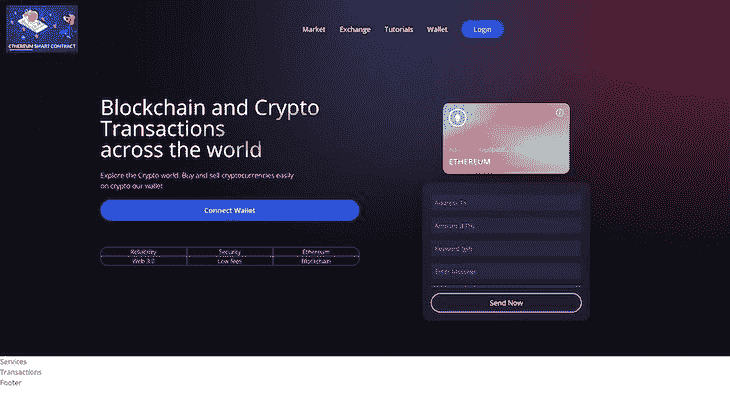 ETHEREUM SMART CONTRACT
Market
Exchange
Tutorials
Wallet
Login
Blockchain and Crypto
Transactions
across the world
Explore the Crypto world. Buy and sell cryptocurrencies easily
on crypto our wallet
Connect Wallet
Reliability
Security
Ethereum
Web 3.0
Low fees
Blockchain
ETHEREUM
Address To
Amount (ETH)
Keyword (gif)
Enter Message
Send Now
Services
Transactions
Footer